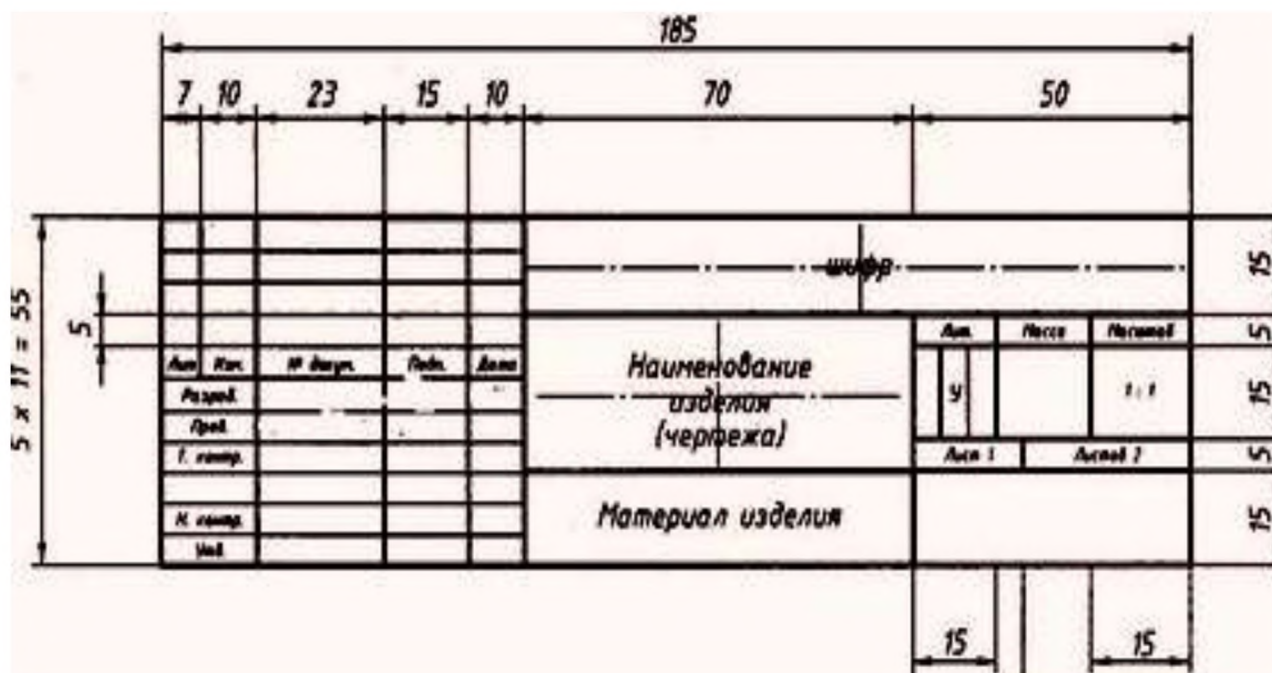 185
7 10 23 15 10 70 50
шифр
15
5 x 11 = 55
5
Лит. Масса Масштаб
5
Лит Изм. № докум. Подп. Дата
Наименование
изделия
(чертежа)
У
1:1
15
Разраб.
Пров.
Т. контр.
Лист 1 Листов 2
5
Н. контр.
Утв.
Материал изделия
15
15 15